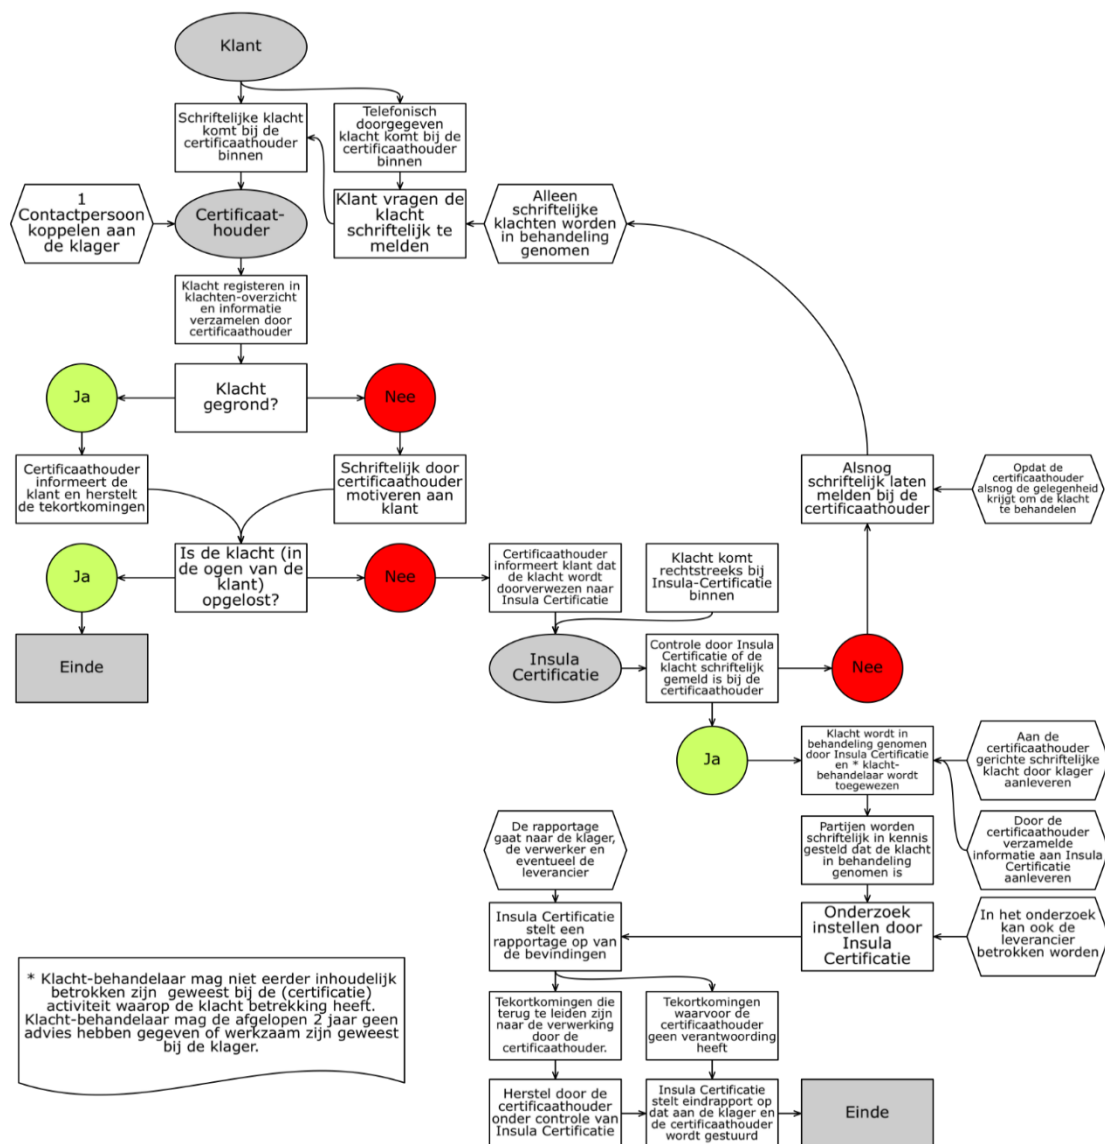 Klant
Schriftelijke klacht
komt bij de
certificaathouder
binnen
Telefonisch
doorgegeven
klacht komt bij de
certificaathouder
binnen
1
Contactpersoon
koppelen aan
de klager
Certificaat-
houder
Klant vragen de
klacht
schriftelijk te
melden
Alleen
schriftelijke
klachten worden
in behandeling
genomen
Klacht registeren in
klachten-overzicht
en informatie
verzamelen door
certificaathouder
Ja
Klacht
gegrond?
Nee
Certificaathouder
informeert de
klant en herstelt
de tekortkomingen
Schriftelijk door
certificaathouder
motiveren aan
klant
Alsnog
schriftelijk laten
melden bij de
certificaathouder
Opdat de
certificaathouder
alsnog de gelegenheid
krijgt om de klacht
te behandelen
Ja
Is de klacht (in
de ogen van de
klant)
opgelost?
Nee
Certificaathouder
informeert klant dat
de klacht wordt
doorverwezen naar
Insula Certificatie
Klacht komt
rechtstreeks bij
Insula-Certificatie
binnen
Einde
Insula
Certificatie
Controle door Insula
Certificatie of de
klacht schriftelijk
gemeld is bij de
certificaathouder
Nee
Ja
Klacht wordt in
behandeling genomen
door Insula Certificatie
en * klacht-
behandelaar wordt
toegewezen
Aan de
certificaathouder
gerichte schriftelijke
klacht door klager
aanleveren
De rapportage
gaat naar de klager,
de verwerker en
eventueel de
leverancier
Partijen worden
schriftelijk in kennis
gesteld dat de klacht
in behandeling
genomen is
Door de
certificaathouder
verzamelde
informatie aan Insula
Certificatie
aanleveren
Insula Certificatie
stelt een
rapportage op van
de bevindingen
Onderzoek
instellen door
Insula
Certificatie
In het onderzoek
kan ook de
leverancier
betrokken worden
* Klacht-behandelaar mag niet eerder inhoudelijk
betrokken zijn geweest bij de (certificatie)
activiteit waarop de klacht betrekking heeft.
Klacht-behandelaar mag de afgelopen 2 jaar geen
advies hebben gegeven of werkzaam zijn geweest
bij de klager.
Tekortkomingen die
terug te leiden zijn
naar de verwerking
door de
certificaathouder.
Tekortkomingen
waarvoor de
certificaathouder
geen verantwoording
heeft
Herstel door de
certificaathouder
onder controle van
Insula Certificatie
Insula Certificatie
stelt eindrapport op
dat aan de klager en
de certificaathouder
wordt gestuurd
Einde